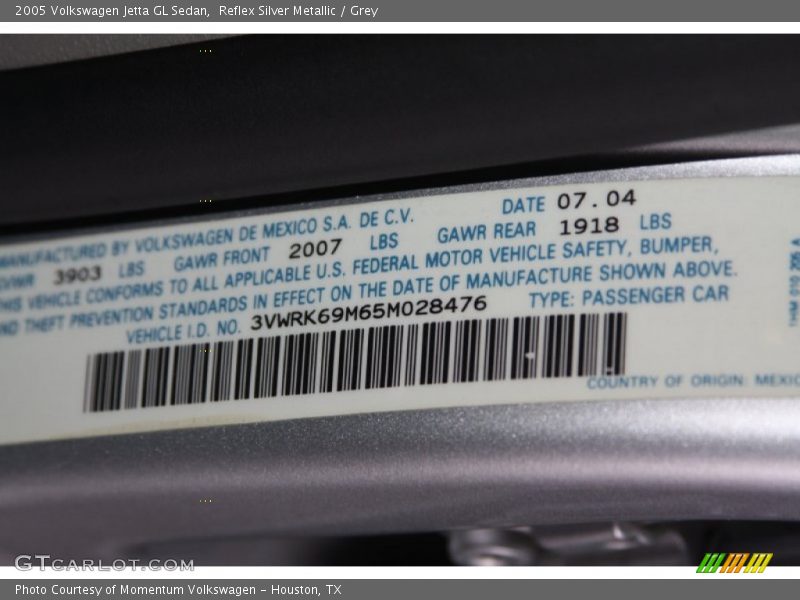 2005 Volkswagen Jetta GL Sedan, Reflex Silver Metallic / Grey
MANUFACTURED BY VOLKSWAGEN DE MEXICO S.A. DE C.V. DATE 07.04
GVWR 3903 LBS GAWR FRONT 2007 LBS GAWR REAR 1918 LBS
THIS VEHICLE CONFORMS TO ALL APPLICABLE U.S. FEDERAL MOTOR VEHICLE SAFETY, BUMPER,
AND THEFT PREVENTION STANDARDS IN EFFECT ON THE DATE OF MANUFACTURE SHOWN ABOVE.
VEHICLE I.D. NO. 3VWRK69M65M028476 TYPE: PASSENGER CAR
COUNTRY OF ORIGIN: MEXIC
GTCARLOT.COM
Photo Courtesy of Momentum Volkswagen - Houston, TX